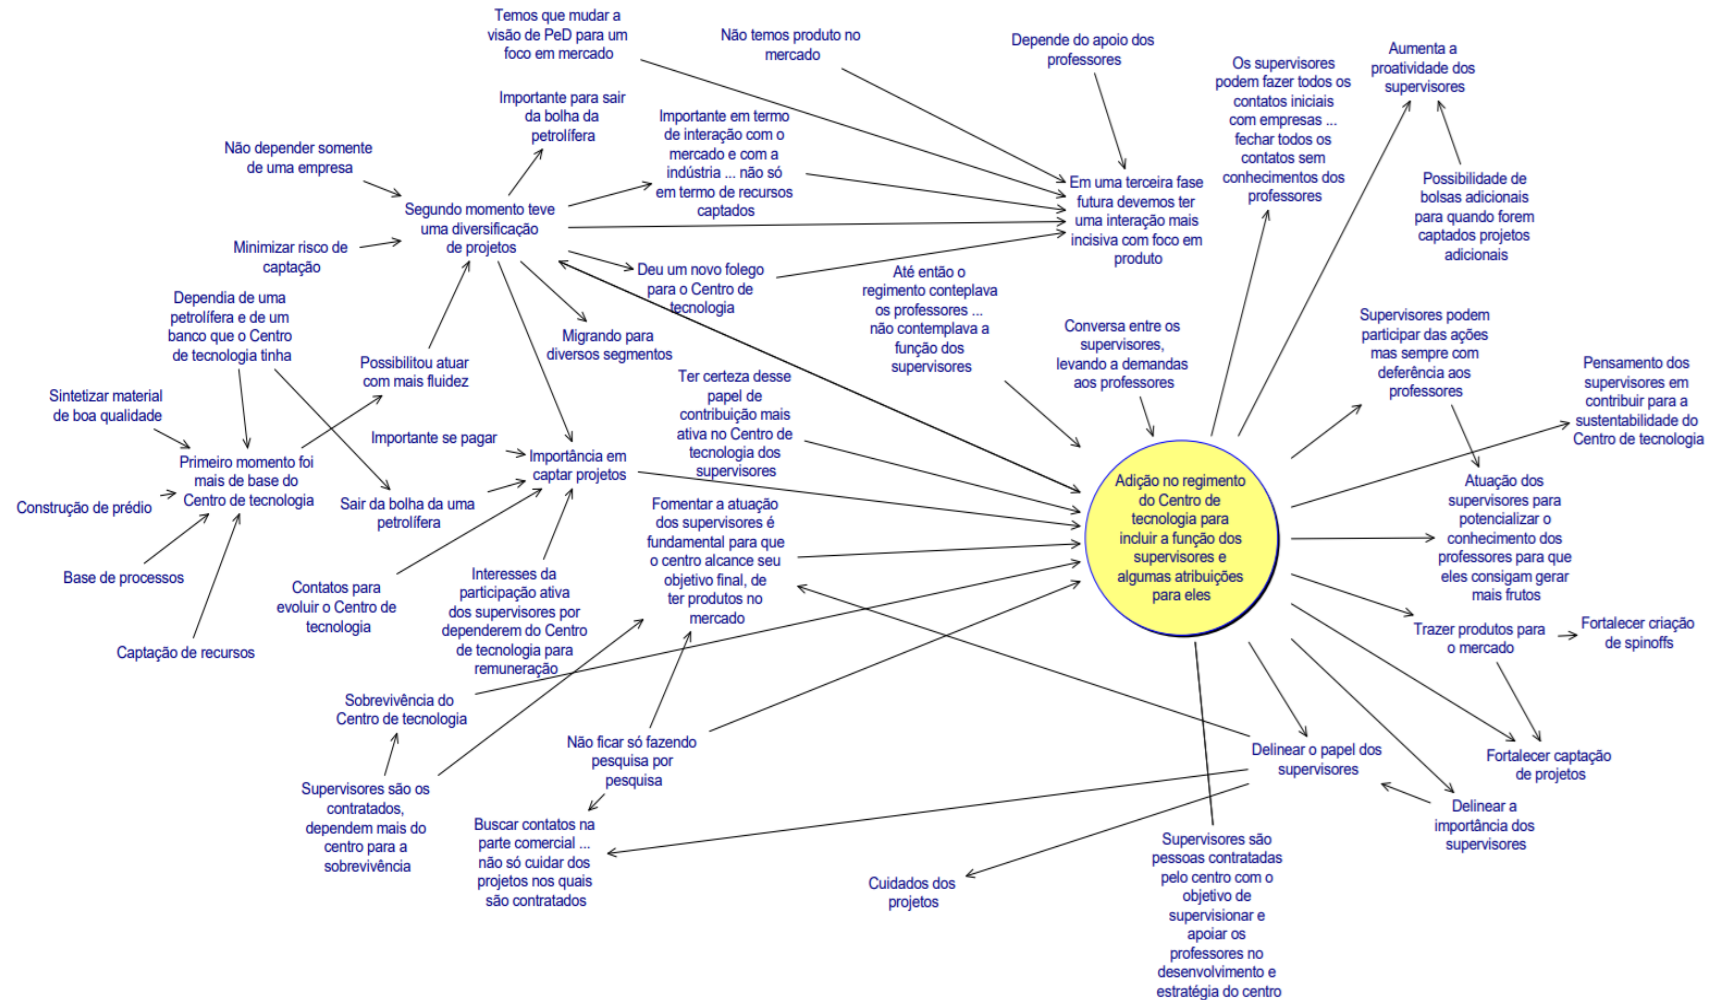 Temos que mudar a
visão de PeD para um
foco em mercado
Não temos produto no
mercado
Depende do apoio dos
professores
Os supervisores
podem fazer todos os
contatos iniciais
com empresas ...
fechar todos os
contatos sem
conhecimentos dos
professores
Aumenta a
proatividade dos
supervisores
Importante para sair
da bolha da
petrolífera
Importante em termo
de interação com o
mercado e com a
indústria ... não só
em termo de recursos
captados
Não depender somente
de uma empresa
Em uma terceira fase
futura devemos ter
uma interação mais
incisiva com foco em
produto
Possibilidade de
bolsas adicionais
para quando forem
captados projetos
adicionais
Segundo momento teve
uma diversificação
de projetos
Minimizar risco de
captação
Deu um novo folego
para o Centro de
tecnologia
Até então o
regimento conteplava
os professores ...
não contemplava a
função dos
supervisores
Dependia de uma
petrolífera e de um
banco que o Centro
de tecnologia tinha
Migrando para
diversos segmentos
Conversa entre os
supervisores,
levando a demandas
aos professores
Supervisores podem
participar das ações
mas sempre com
deferência aos
professores
Pensamento dos
supervisores em
contribuir para a
sustentabilidade do
Centro de tecnologia
Possibilitou atuar
com mais fluidez
Ter certeza desse
papel de
contribuição mais
ativa no Centro de
tecnologia dos
supervisores
Sintetizar material
de boa qualidade
Importante se pagar
Importância em
captar projetos
Primeiro momento foi
mais de base do
Centro de tecnologia
Construção de prédio
Sair da bolha da uma
petrolífera
Fomentar a atuação
dos supervisores é
fundamental para que
o centro alcance seu
objetivo final, de
ter produtos no
mercado
Adição no regimento
do Centro de
tecnologia para
incluir a função dos
supervisores e
algumas atribuições
para eles
Atuação dos
supervisores para
potencializar o
conhecimento dos
professores para que
eles consigam gerar
mais frutos
Base de processos
Contatos para
evoluir o Centro de
tecnologia
Interesses da
participação ativa
dos supervisores por
dependerem do Centro
de tecnologia para
remuneração
Trazer produtos para
o mercado
Fortalecer criação
de spinoffs
Captação de recursos
Sobrevivência do
Centro de tecnologia
Não ficar só fazendo
pesquisa por
pesquisa
Delinear o papel dos
supervisores
Fortalecer captação
de projetos
Supervisores são os
contratados,
dependem mais do
centro para a
sobrevivência
Buscar contatos na
parte comercial ...
não só cuidar dos
projetos nos quais
são contratados
Delinear a
importância dos
supervisores
Cuidados dos
projetos
Supervisores são
pessoas contratadas
pelo centro com o
objetivo de
supervisionar e
apoiar os
professores no
desenvolvimento e
estratégia do centro